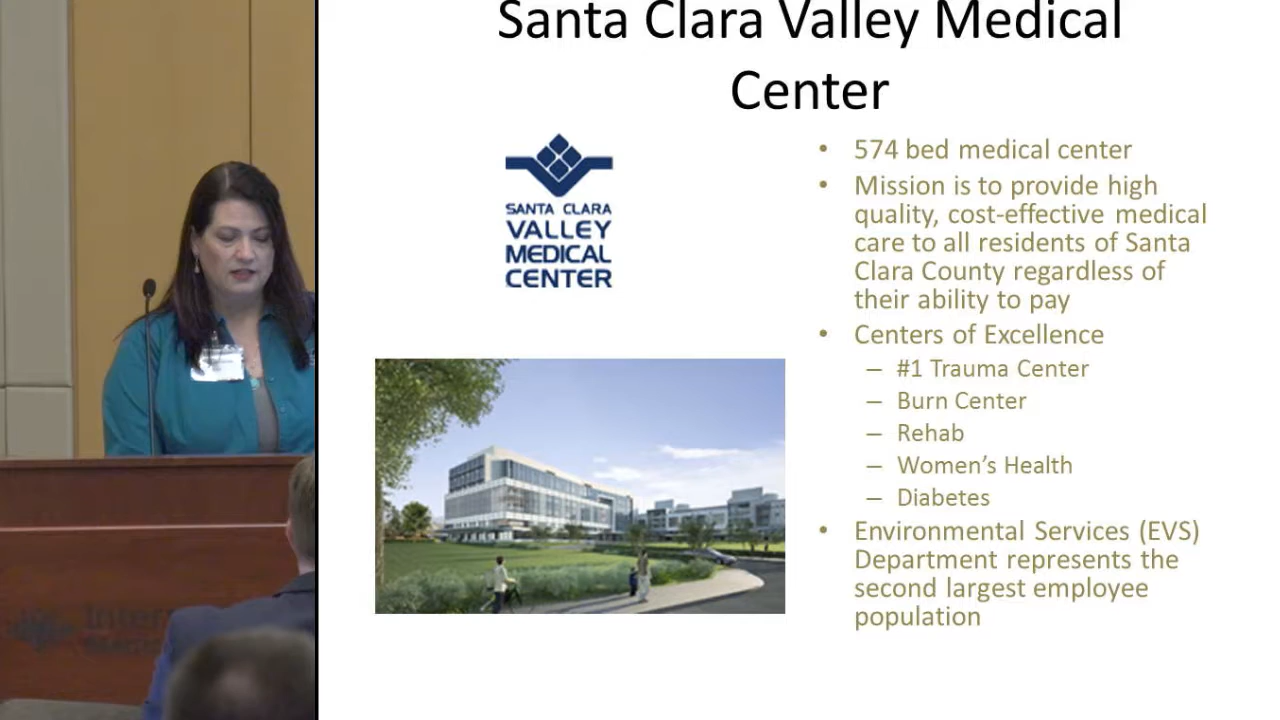 Santa Clara Valley Medical
Center
SANTA CLARA
VALLEY
MEDICAL
CENTER
• 574 bed medical center
• Mission is to provide high
quality, cost-effective medical
care to all residents of Santa
Clara County regardless of
their ability to pay
• Centers of Excellence
– #1 Trauma Center
– Burn Center
– Rehab
– Women’s Health
– Diabetes
• Environmental Services (EVS)
Department represents the
second largest employee
population